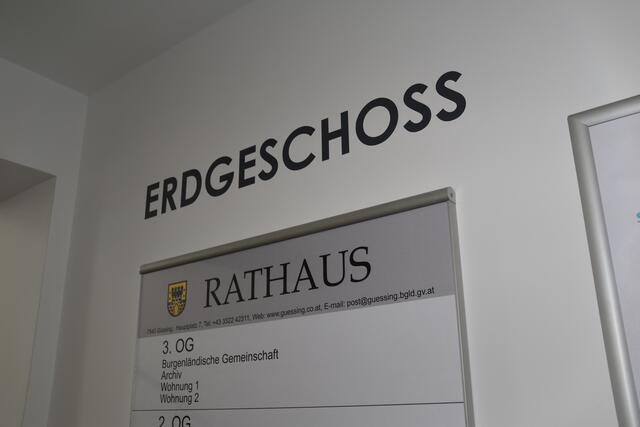 ERDGESCHOSS
RATHAUS
7540 Güssing, Hauptplatz 7, Tel: +43 3322 42311, Web: www.guessing.co.at, E-mail: post@guessing.bgld.gv.at
3. OG
Burgenländische Gemeinschaft
Archiv
Wohnung 1
Wohnung 2
2. OG